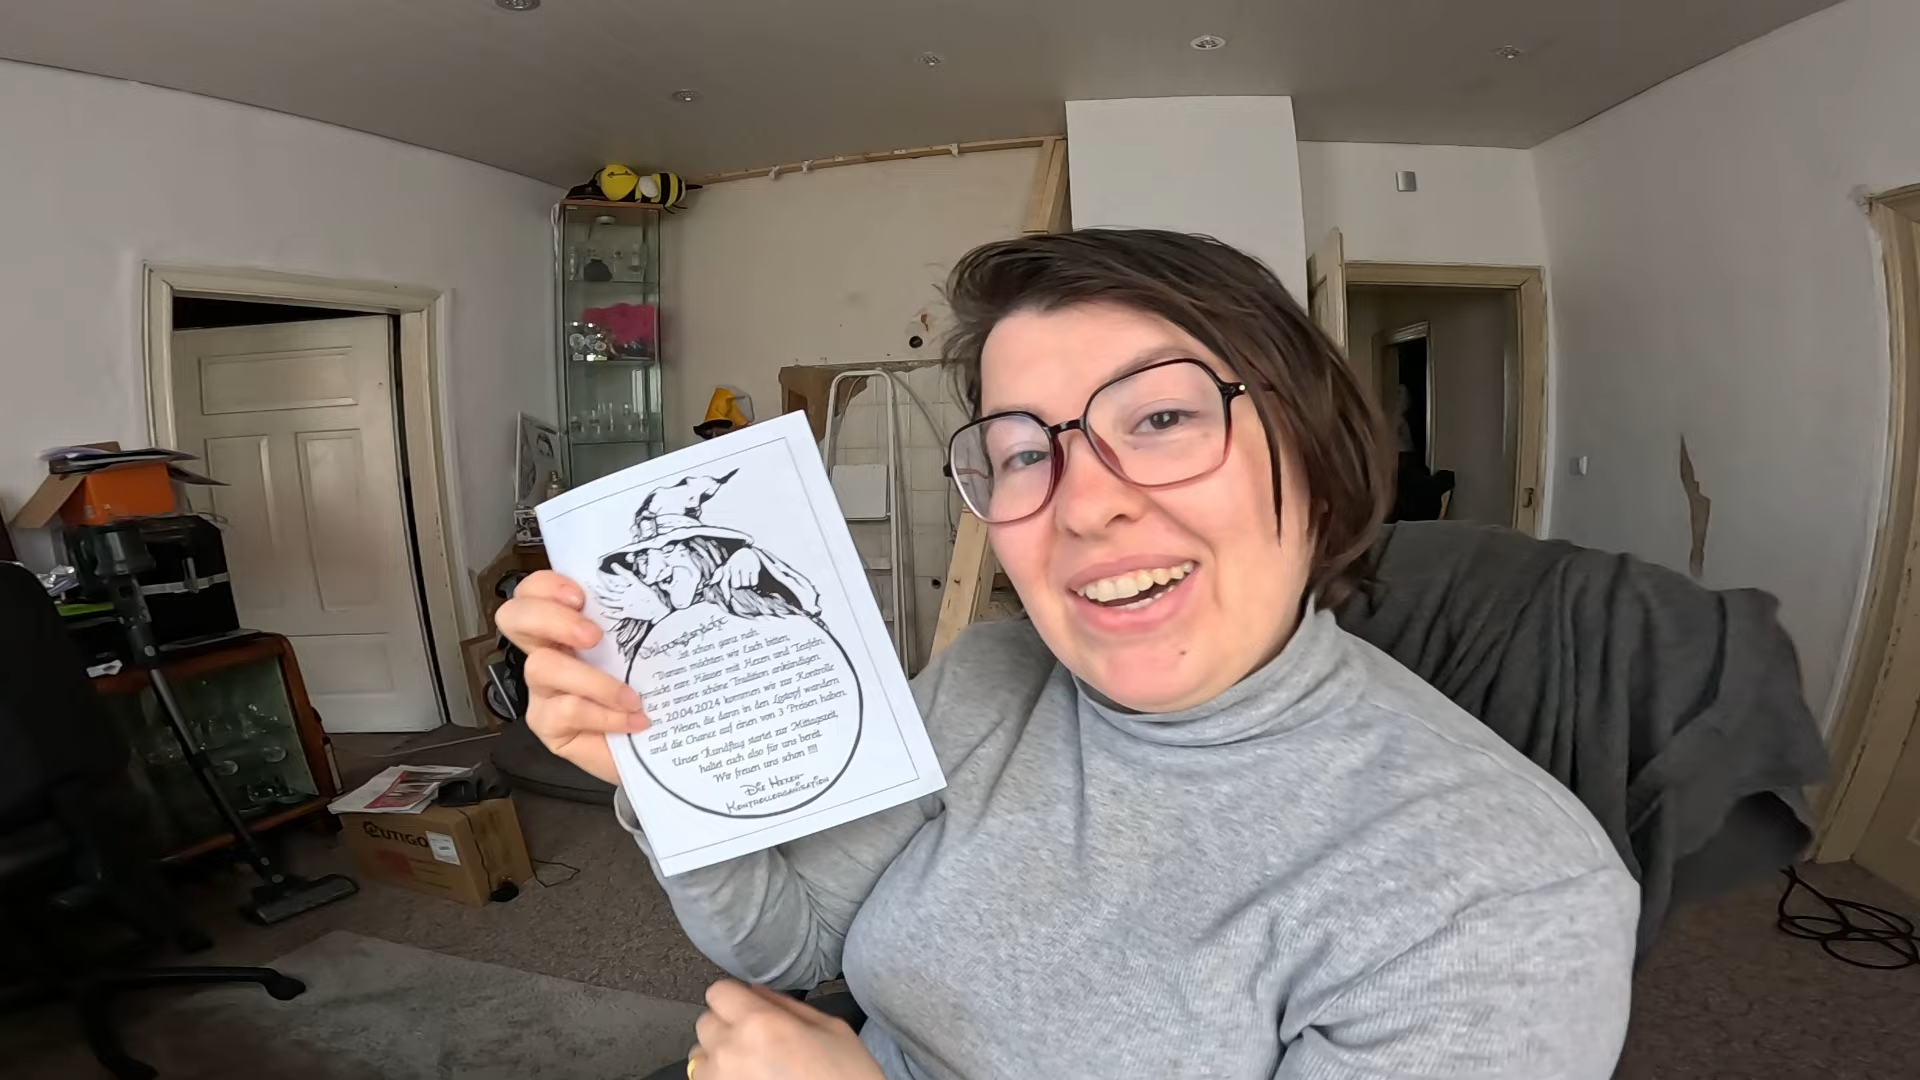 Walpurgisnacht
ist schon ganz nah.
Darum möchten wir Euch bitten,
schmückt eure Häuser mit Hexen und Teufeln,
die so unsere schöne Tradition ankündigen.
Am 20.04.2024 kommen wir zur Kontrolle
eurer Wesen, die dann in den Lostopf wandern
und die Chance auf einen von 3 Preisen haben.
Unser Rundflug startet zur Mittagszeit,
haltet euch also für uns bereit.
Wir freuen uns schon !!!!
Die Hexen-
Kontrollorganisation